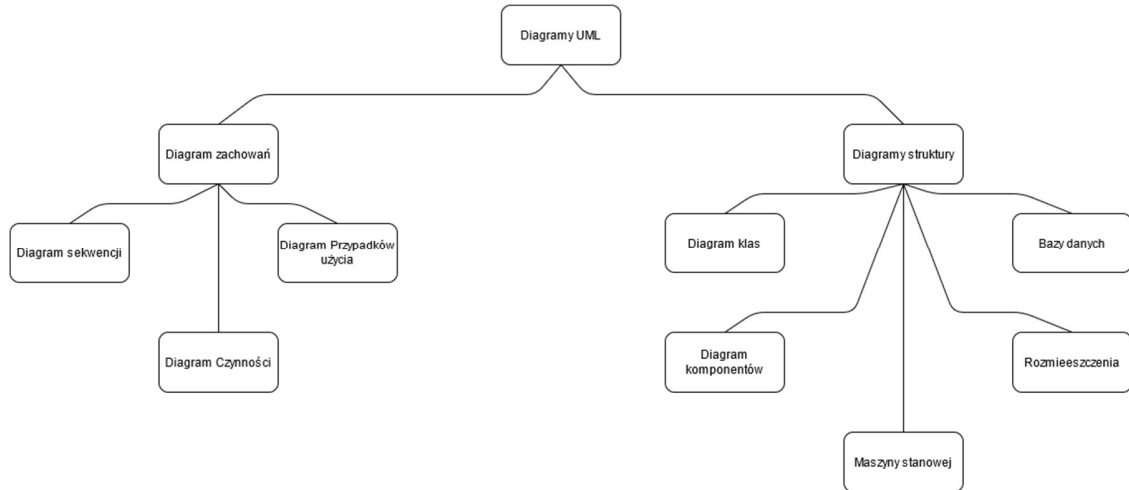 Diagramy UML
Diagram zachowań
Diagramy struktury
Diagram sekwencji
Diagram Przypadków
użycia
Diagram klas
Bazy danych
Diagram Czynności
Diagram
komponentów
Rozmieeszczenia
Maszyny stanowej